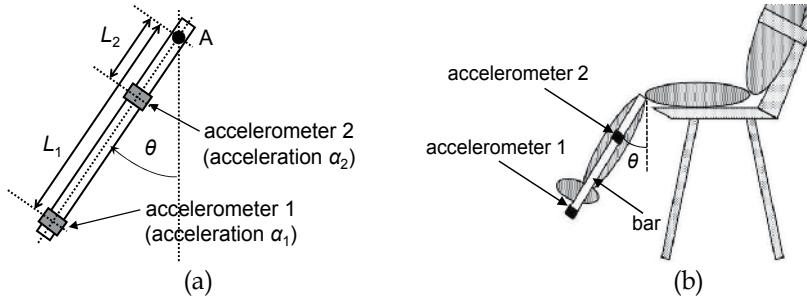 L₂
A
L₁
θ
accelerometer 2
(acceleration α₂)
accelerometer 1
(acceleration α₁)
(a)
accelerometer 2
accelerometer 1
θ
bar
(b)